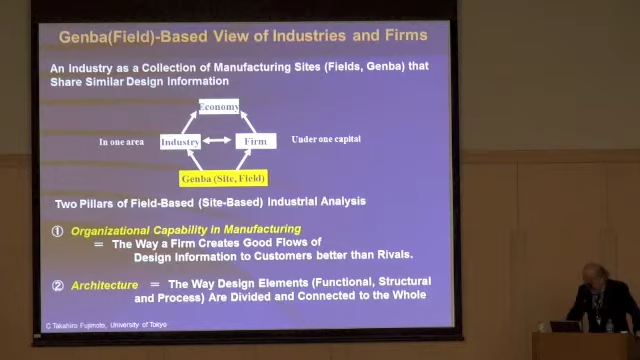 Genba(Field)-Based View of Industries and Firms
An Industry as a Collection of Manufacturing Sites (Fields, Genba) that
Share Similar Design Information
Economy
In one area
Industry
Firm
Under one capital
Genba (Site, Field)
Two Pillars of Field-Based (Site-Based) Industrial Analysis
① Organizational Capability in Manufacturing
＝ The Way a Firm Creates Good Flows of
Design Information to Customers better than Rivals.
② Architecture ＝ The Way Design Elements (Functional, Structural
and Process) Are Divided and Connected to the Whole
C Takahiro Fujimoto, University of Tokyo